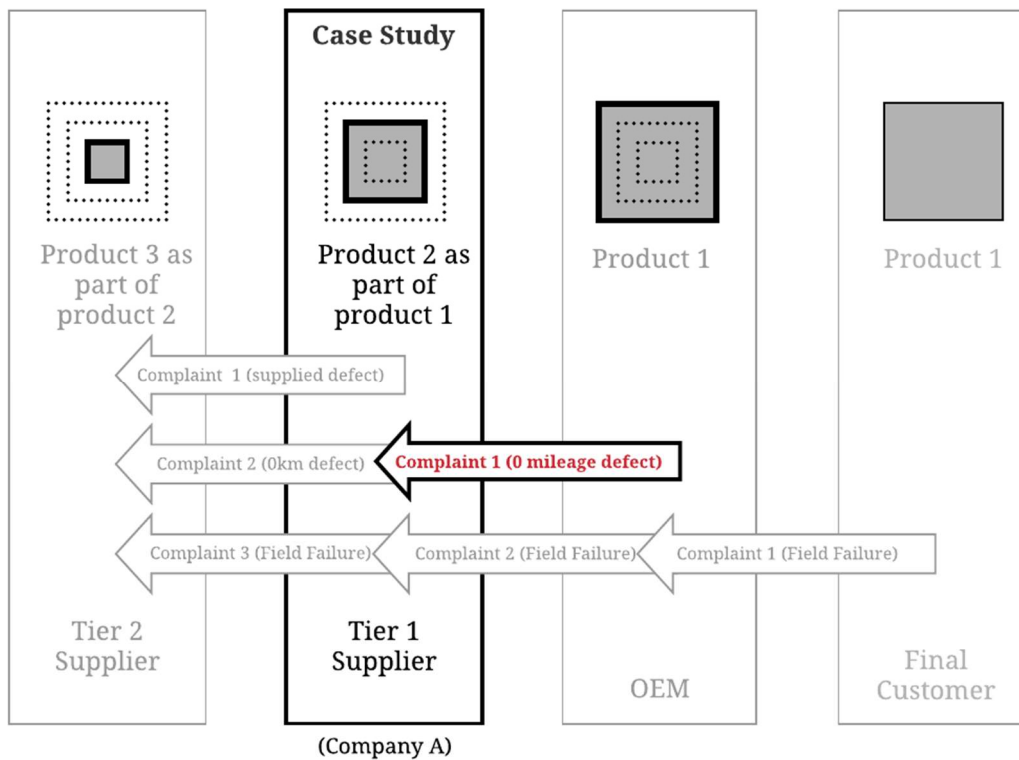 Case Study
Product 3 as
part of
product 2
Product 2 as
part of
product 1
Product 1
Product 1
Complaint 1 (supplied defect)
Complaint 2 (0km defect)
Complaint 1 (0 mileage defect)
Complaint 3 (Field Failure)
Complaint 2 (Field Failure)
Complaint 1 (Field Failure)
Tier 2
Supplier
Tier 1
Supplier
OEM
Final
Customer
(Company A)